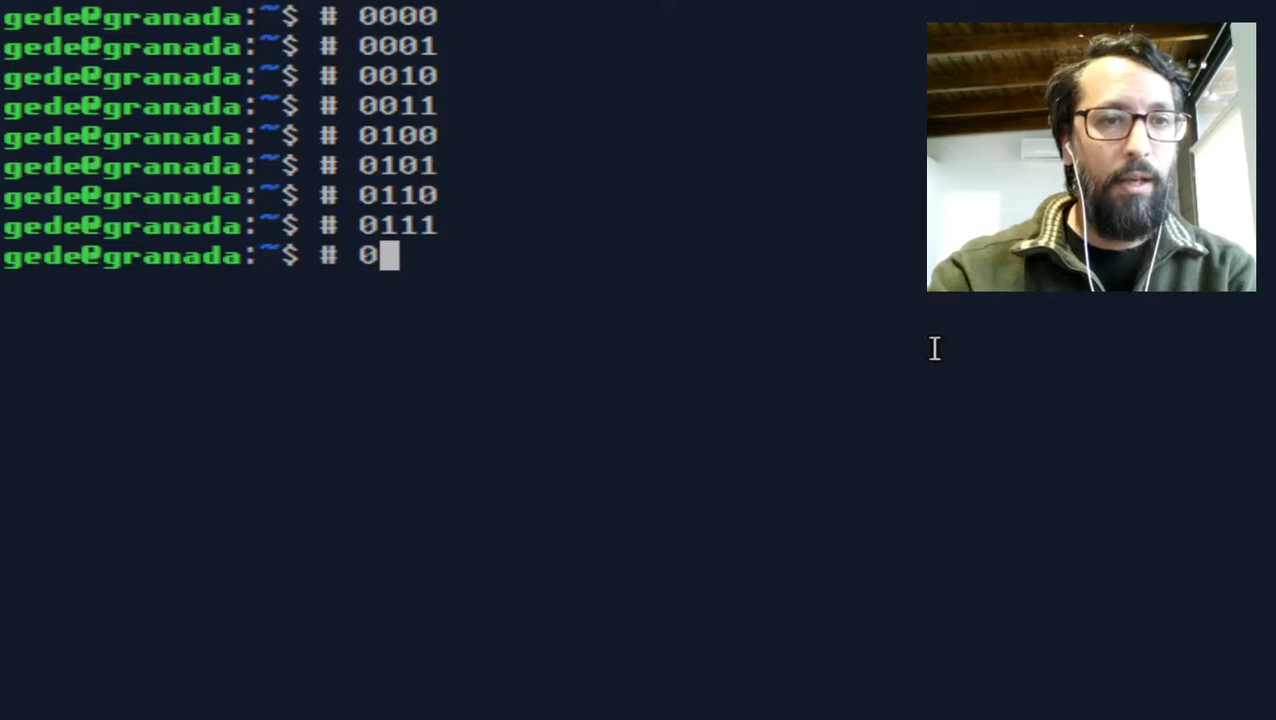 gede@granada:~$ # 0000
gede@granada:~$ # 0001
gede@granada:~$ # 0010
gede@granada:~$ # 0011
gede@granada:~$ # 0100
gede@granada:~$ # 0101
gede@granada:~$ # 0110
gede@granada:~$ # 0111
gede@granada:~$ # 0